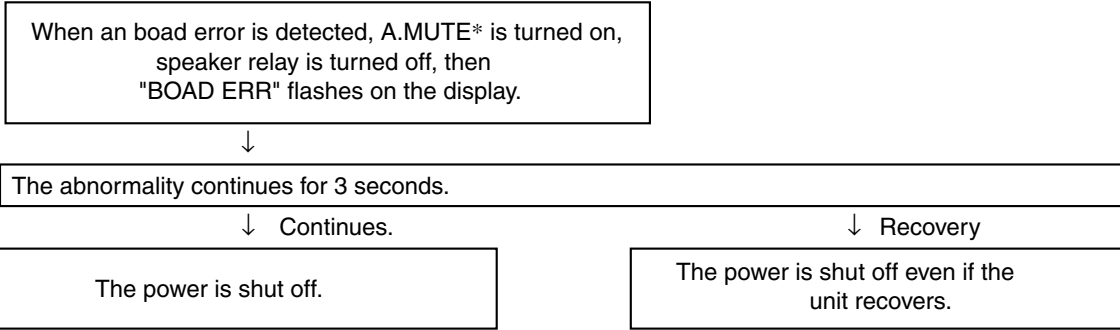 When an boad error is detected, A.MUTE* is turned on,
speaker relay is turned off, then
"BOAD ERR" flashes on the display.
↓
The abnormality continues for 3 seconds.
↓ Continues.
↓ Recovery
The power is shut off.
The power is shut off even if the
unit recovers.